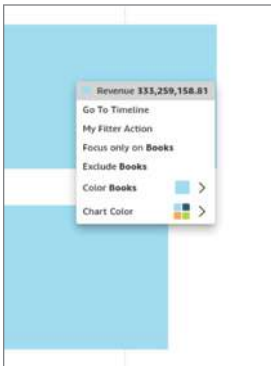 Revenue 333,259,158.81
Go To Timeline
My Filter Action
Focus only on Books
Exclude Books
Color Books
Chart Color